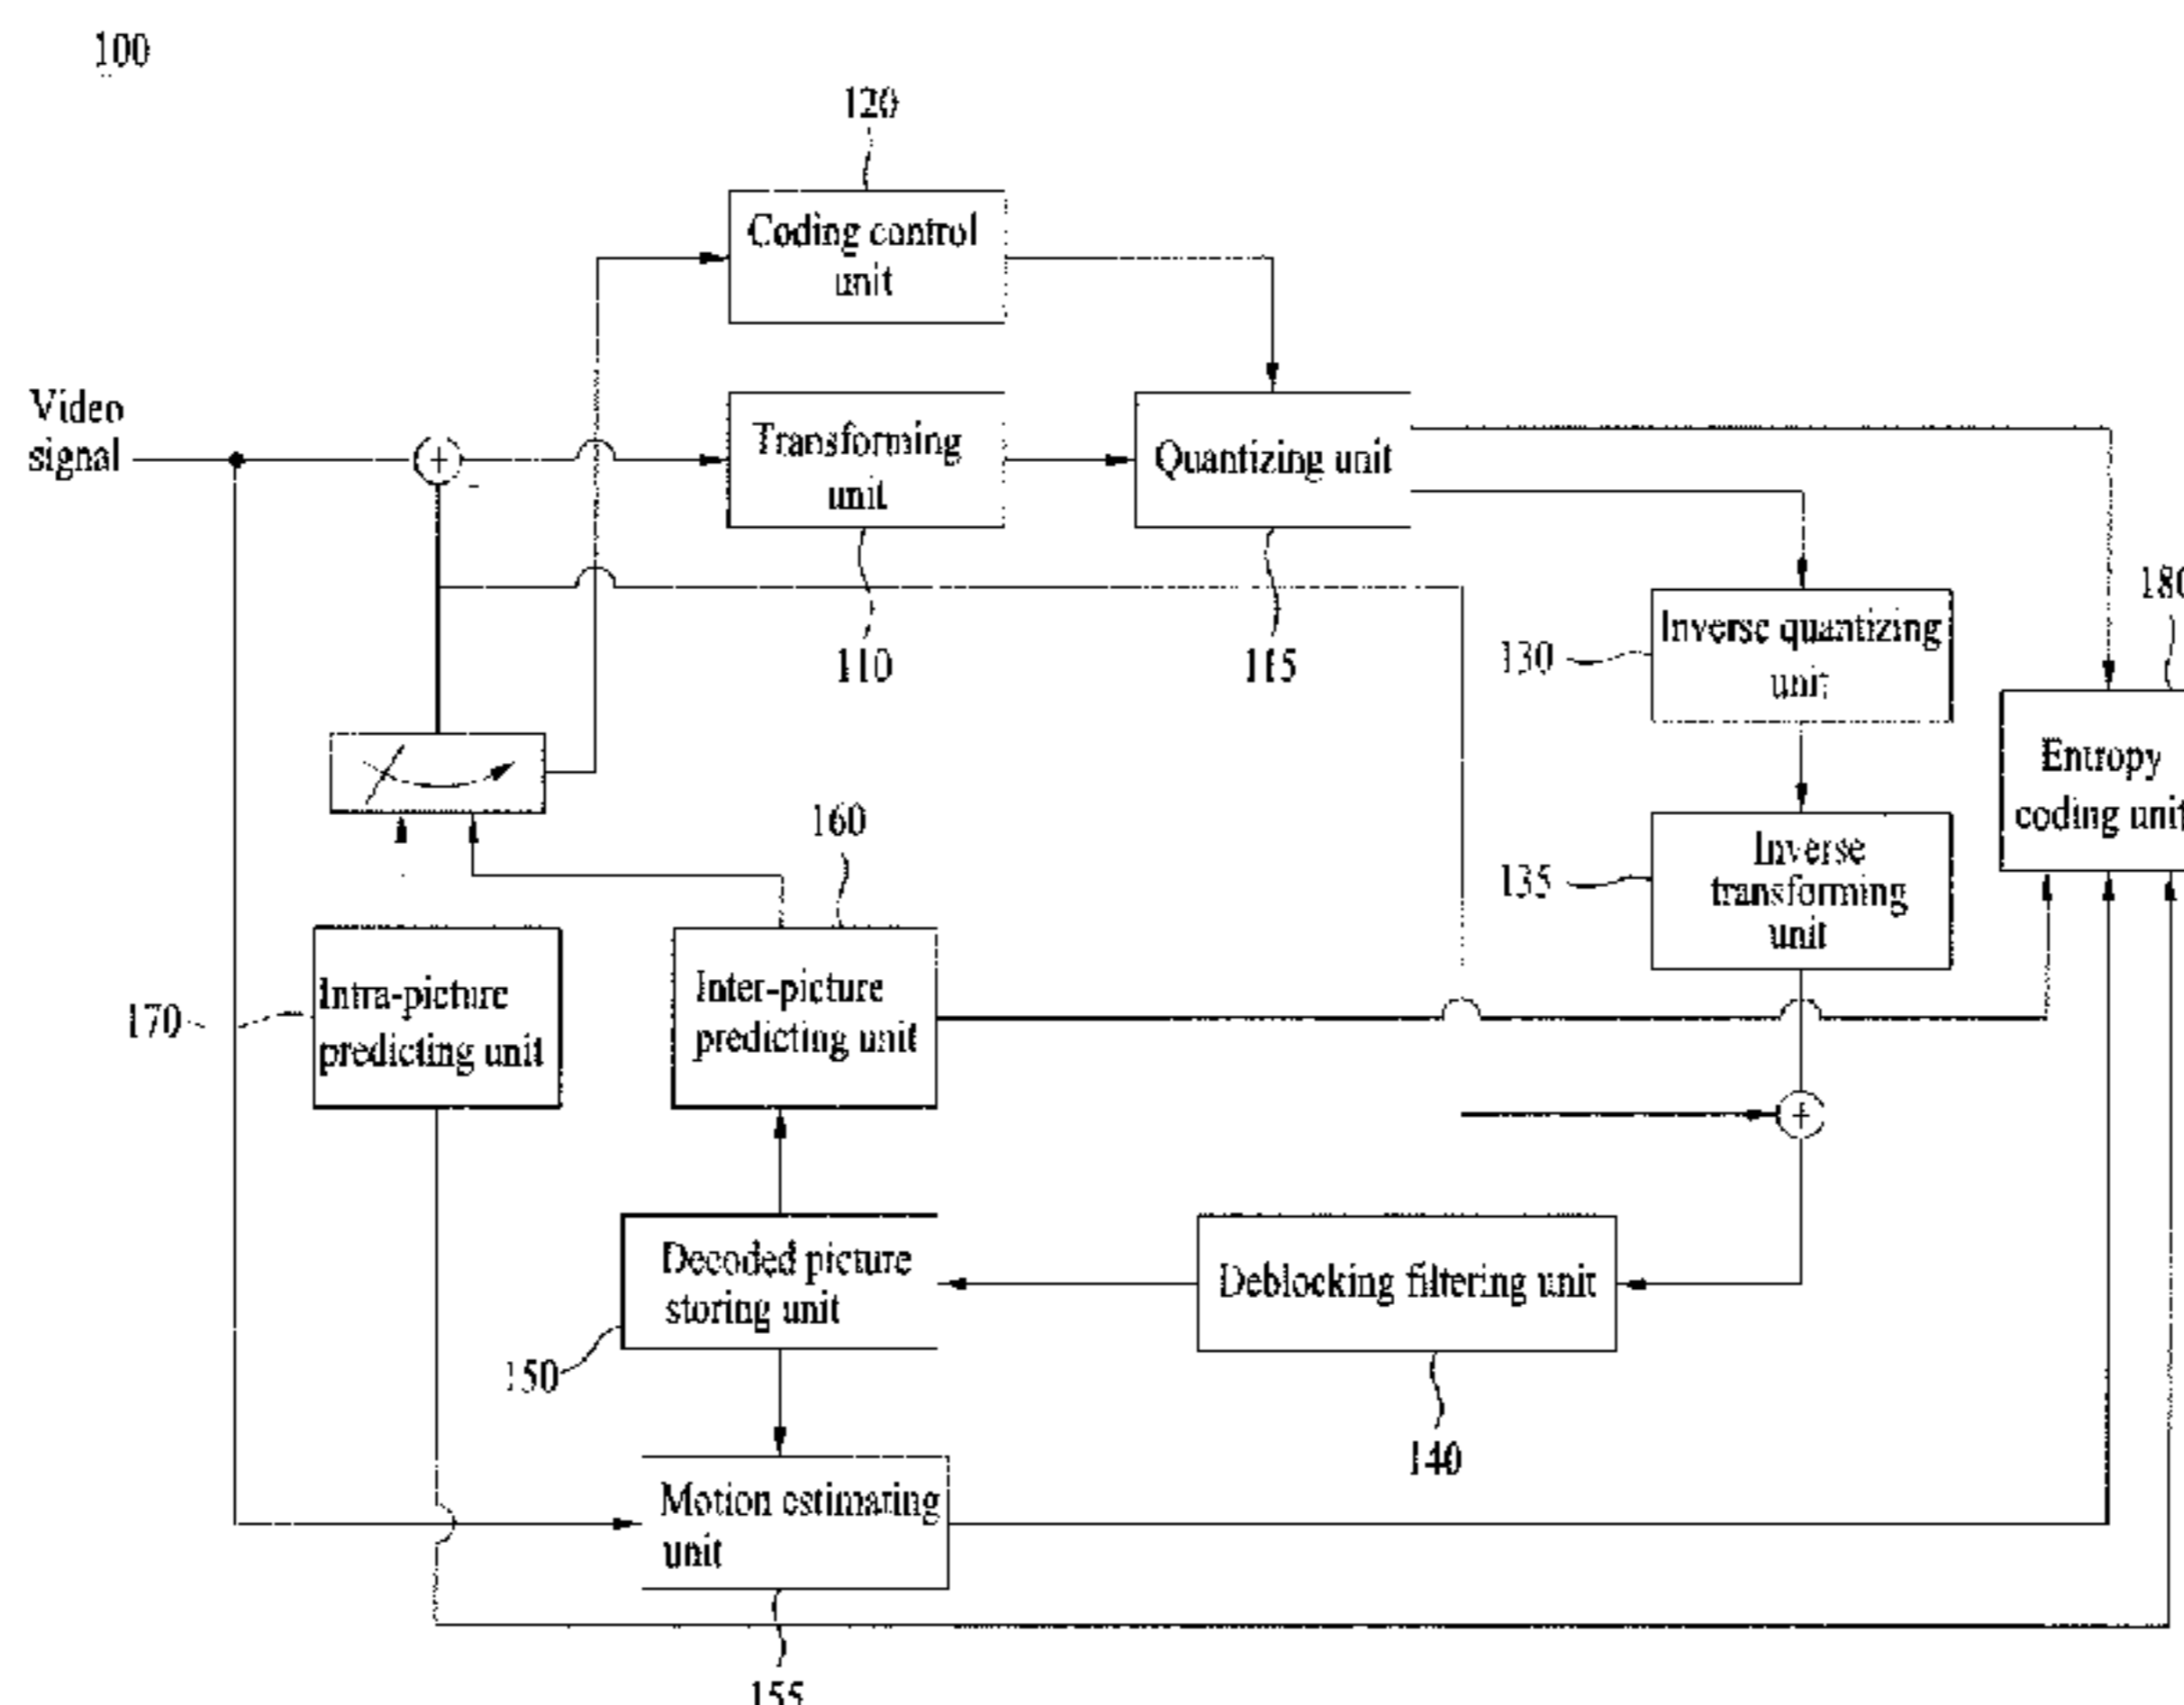 100
120
Coding control
unit
Video
signal
+
-
Transforming
unit
Quantizing unit
110
115
130
Inverse quantizing
unit
180
Entropy
coding unit
160
135
Inverse
transforming
unit
170
Intra-picture
predicting unit
Inter-picture
predicting unit
+
Decoded picture
storing unit
Deblocking filtering unit
150
140
Motion estimating
unit
155